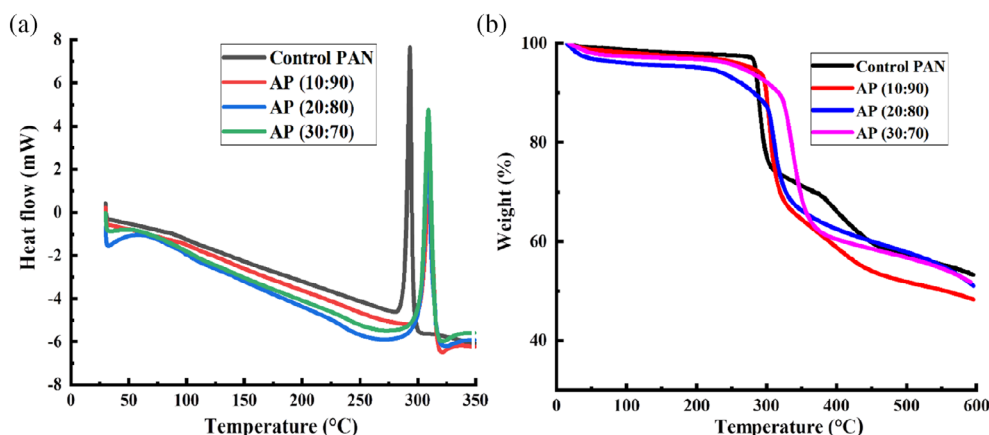 (a)
8
6
4
2
0
-2
-4
-6
-8
Heat flow (mW)
Control PAN
AP (10:90)
AP (20:80)
AP (30:70)
0
50
100
150
200
250
300
350
Temperature (°C)
(b)
100
80
60
40
Weight (%)
Control PAN
AP (10:90)
AP (20:80)
AP (30:70)
0
100
200
300
400
500
600
Temperature (°C)